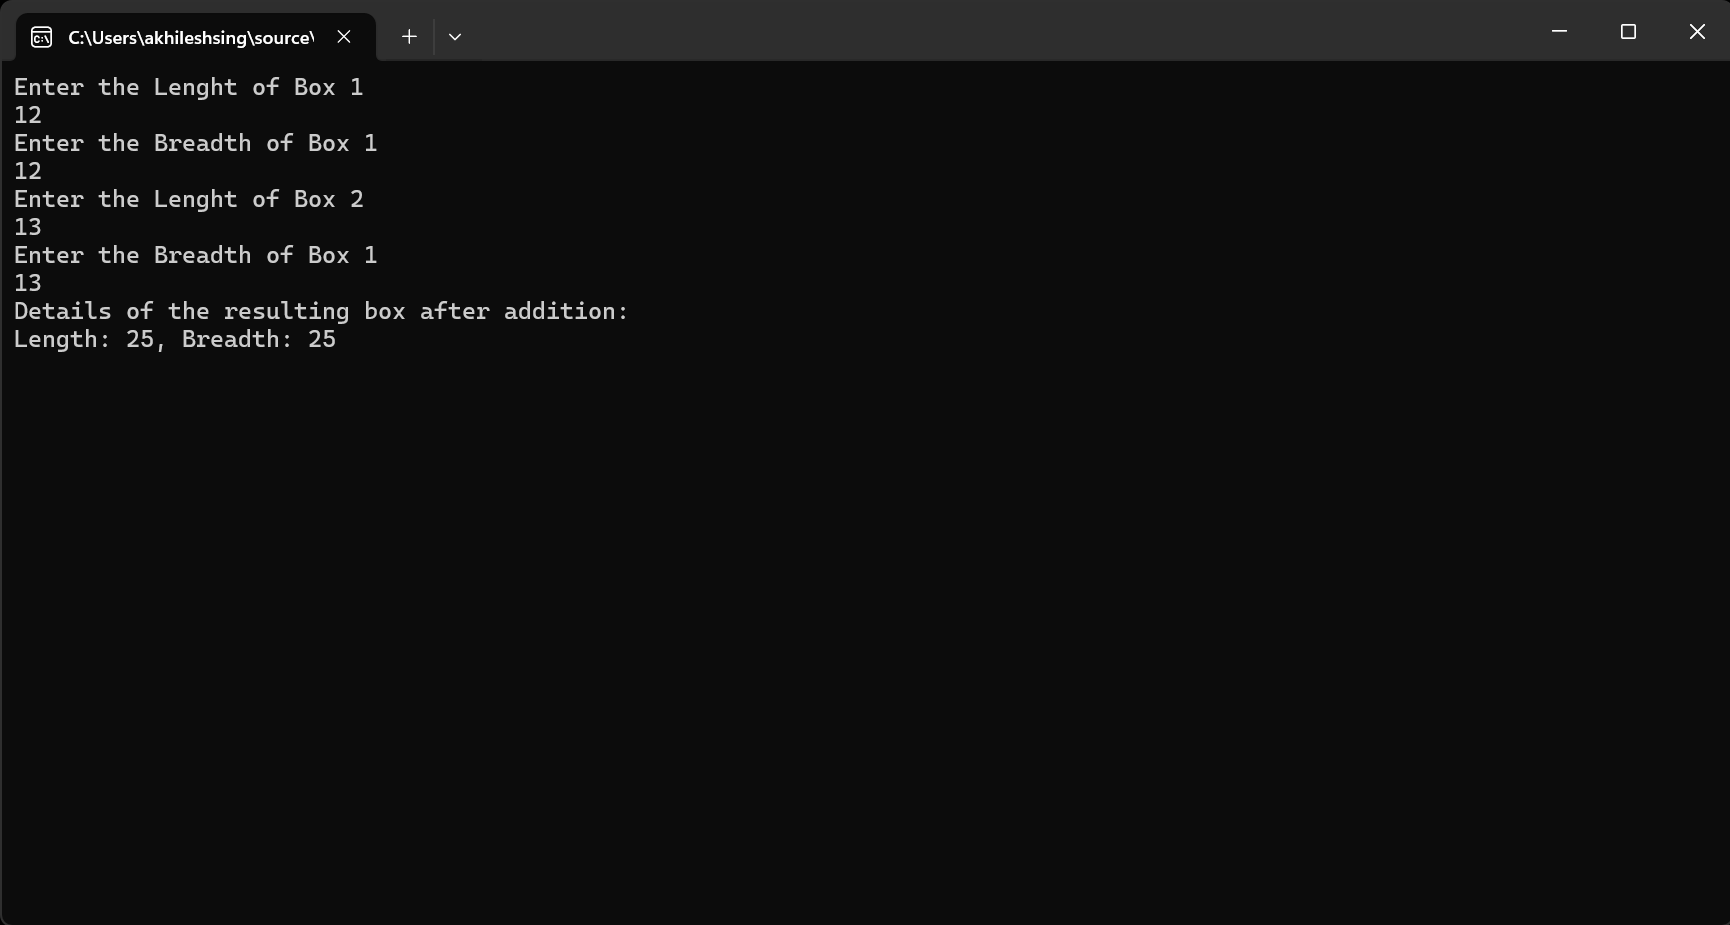 C:\Users\akhileshsing\source\
Enter the Lenght of Box 1
12
Enter the Breadth of Box 1
12
Enter the Lenght of Box 2
13
Enter the Breadth of Box 1
13
Details of the resulting box after addition:
Length: 25, Breadth: 25